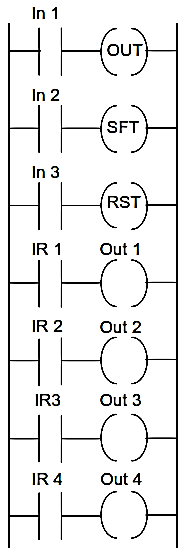 In 1
OUT
In 2
SFT
In 3
RST
IR 1 Out 1
IR 2 Out 2
IR3 Out 3
IR 4 Out 4